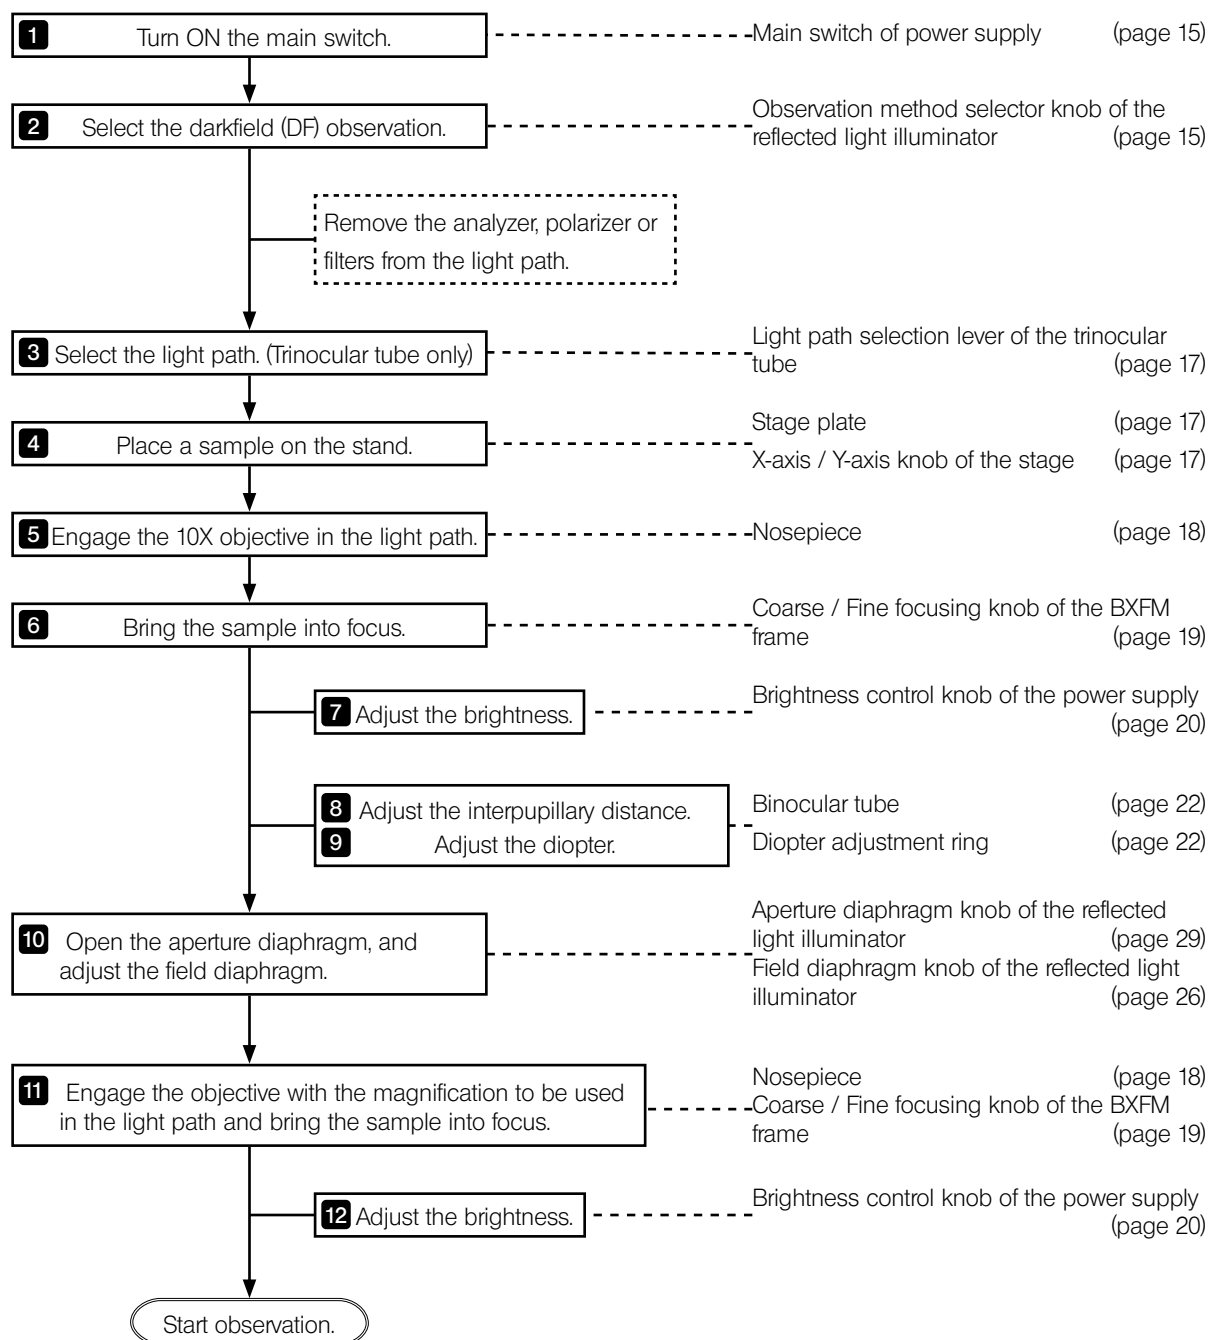 1 Turn ON the main switch.
Main switch of power supply (page 15)
2 Select the darkfield (DF) observation.
Observation method selector knob of the
reflected light illuminator (page 15)
Remove the analyzer, polarizer or
filters from the light path.
3 Select the light path. (Trinocular tube only)
Light path selection lever of the trinocular
tube (page 17)
4 Place a sample on the stand.
Stage plate (page 17)
X-axis / Y-axis knob of the stage (page 17)
5 Engage the 10X objective in the light path.
Nosepiece (page 18)
6 Bring the sample into focus.
Coarse / Fine focusing knob of the BXFM
frame (page 19)
7 Adjust the brightness.
Brightness control knob of the power supply
(page 20)
8 Adjust the interpupillary distance.
9 Adjust the diopter.
Binocular tube (page 22)
Diopter adjustment ring (page 22)
10 Open the aperture diaphragm, and
adjust the field diaphragm.
Aperture diaphragm knob of the reflected
light illuminator (page 29)
Field diaphragm knob of the reflected light
illuminator (page 26)
11 Engage the objective with the magnification to be used
in the light path and bring the sample into focus.
Nosepiece (page 18)
Coarse / Fine focusing knob of the BXFM
frame (page 19)
12 Adjust the brightness.
Brightness control knob of the power supply
(page 20)
Start observation.